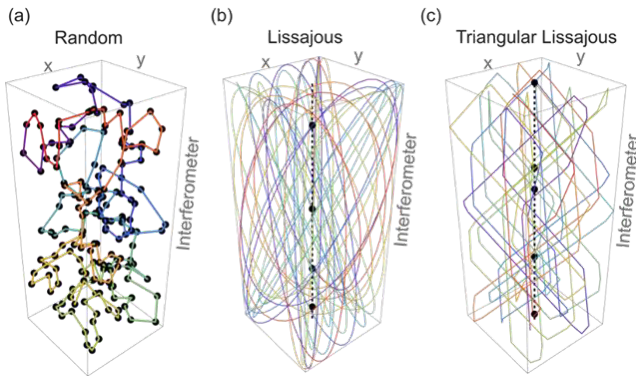 (a)
Random
x
y
Interferometer
(b)
Lissajous
x
y
Interferometer
(c)
Triangular Lissajous
x
y
Interferometer